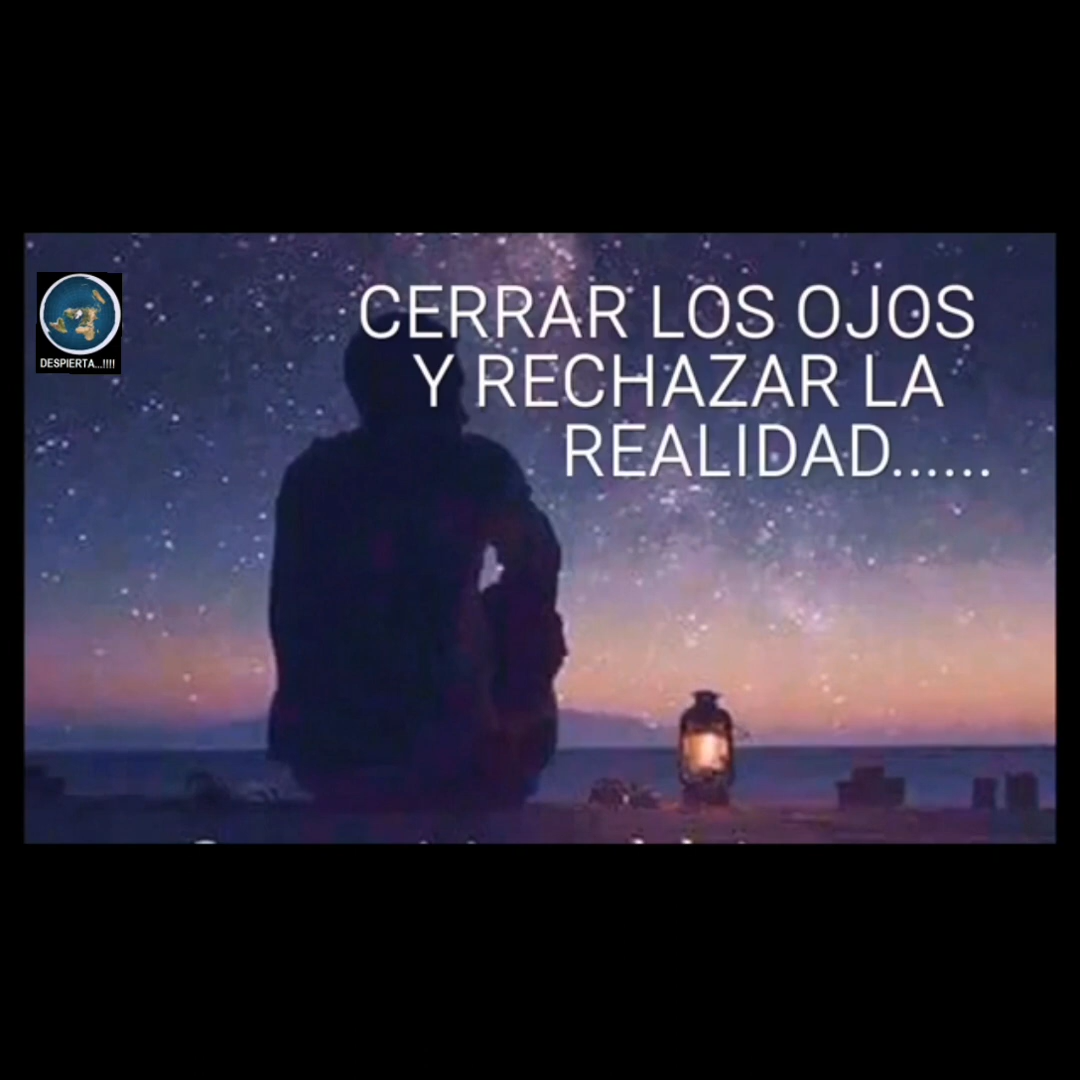 CERRAR LOS OJOS
Y RECHAZAR LA
REALIDAD......
DESPIERTA...!!!!